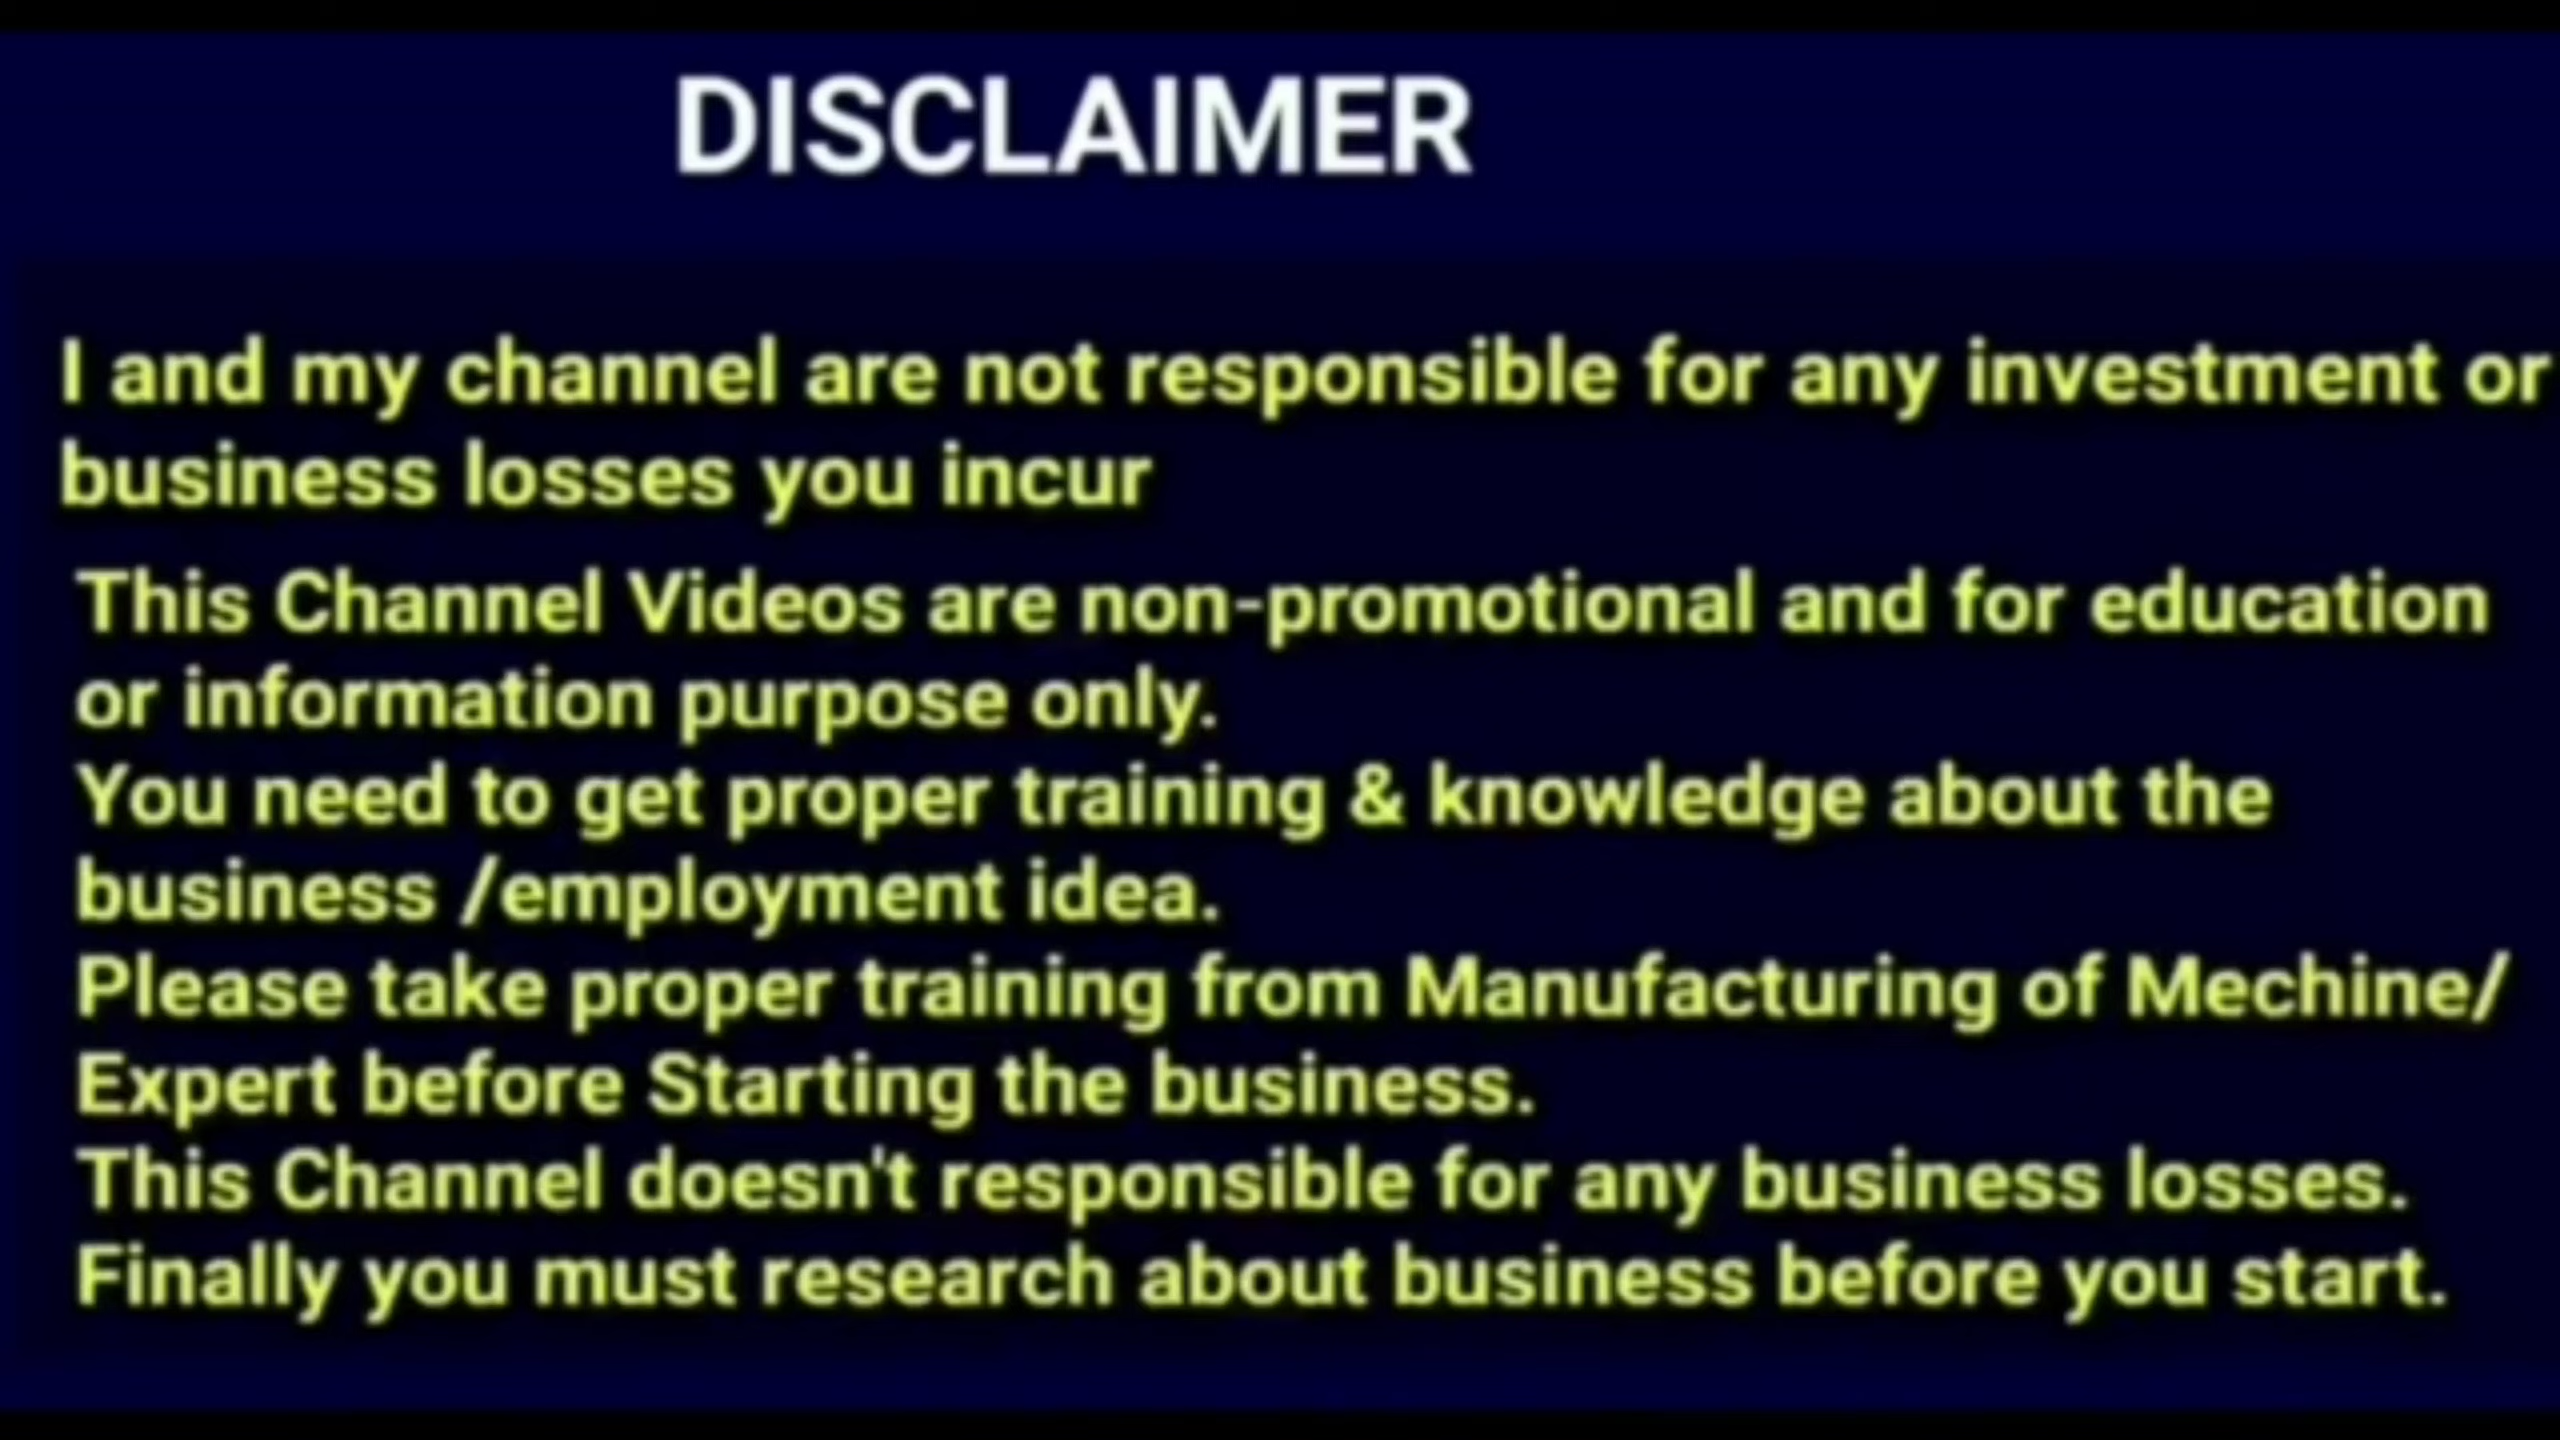 DISCLAIMER
I and my channel are not responsible for any investment or
business losses you incur
This Channel Videos are non-promotional and for education
or information purpose only.
You need to get proper training & knowledge about the
business /employment idea.
Please take proper training from Manufacturing of Mechine/
Expert before Starting the business.
This Channel doesn't responsible for any business losses.
Finally you must research about business before you start.